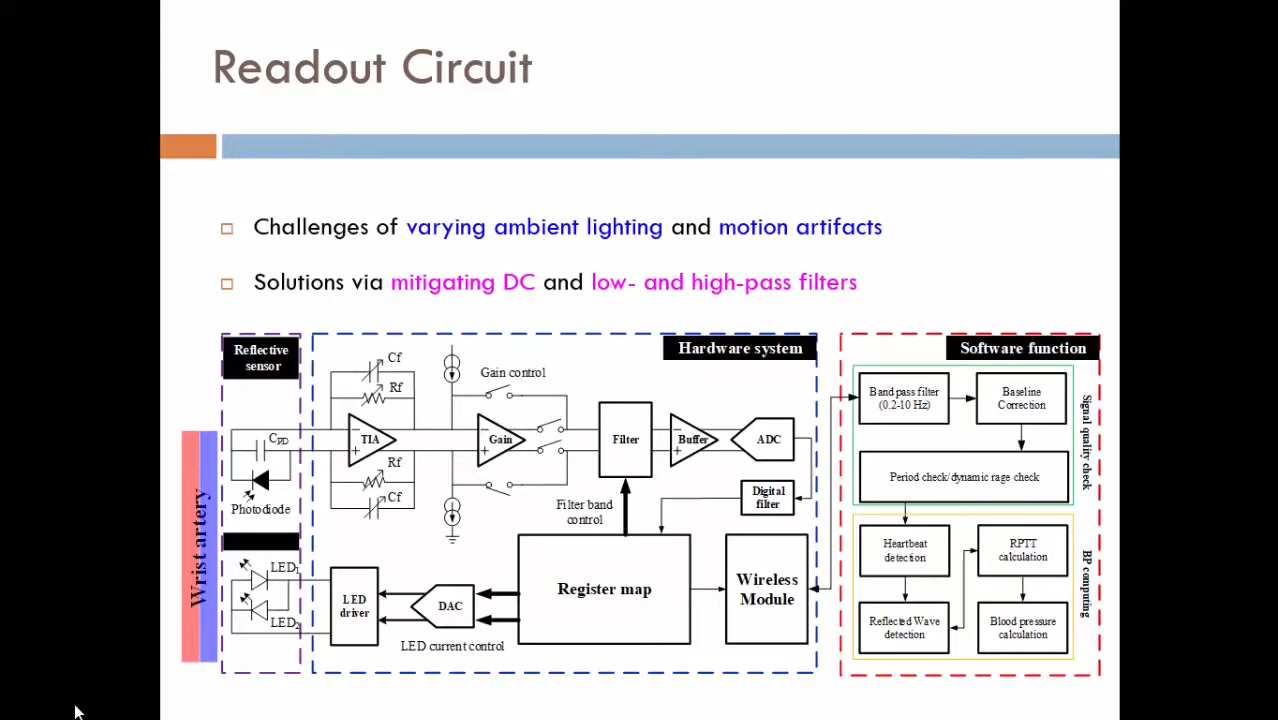 Readout Circuit
Challenges of varying ambient lighting and motion artifacts
Solutions via mitigating DC and low- and high-pass filters
Reflective
sensor
Hardware system
Software function
Cf
Rf
Gain control
TIA
Gain
Filter
Buffer
ADC
CPD
Photodiode
Rf
Cf
Filter band
control
Digital
filter
Wrist artery
LED1
LED2
LED
driver
DAC
LED current control
Register map
Wireless
Module
Band pass filter
(0.2-10 Hz)
Baseline
Correction
Period check/dynamic rage check
Signal quality check
Heartbeat
detection
RPTT
calculation
Reflected Wave
detection
Blood pressure
calculation
BP computing